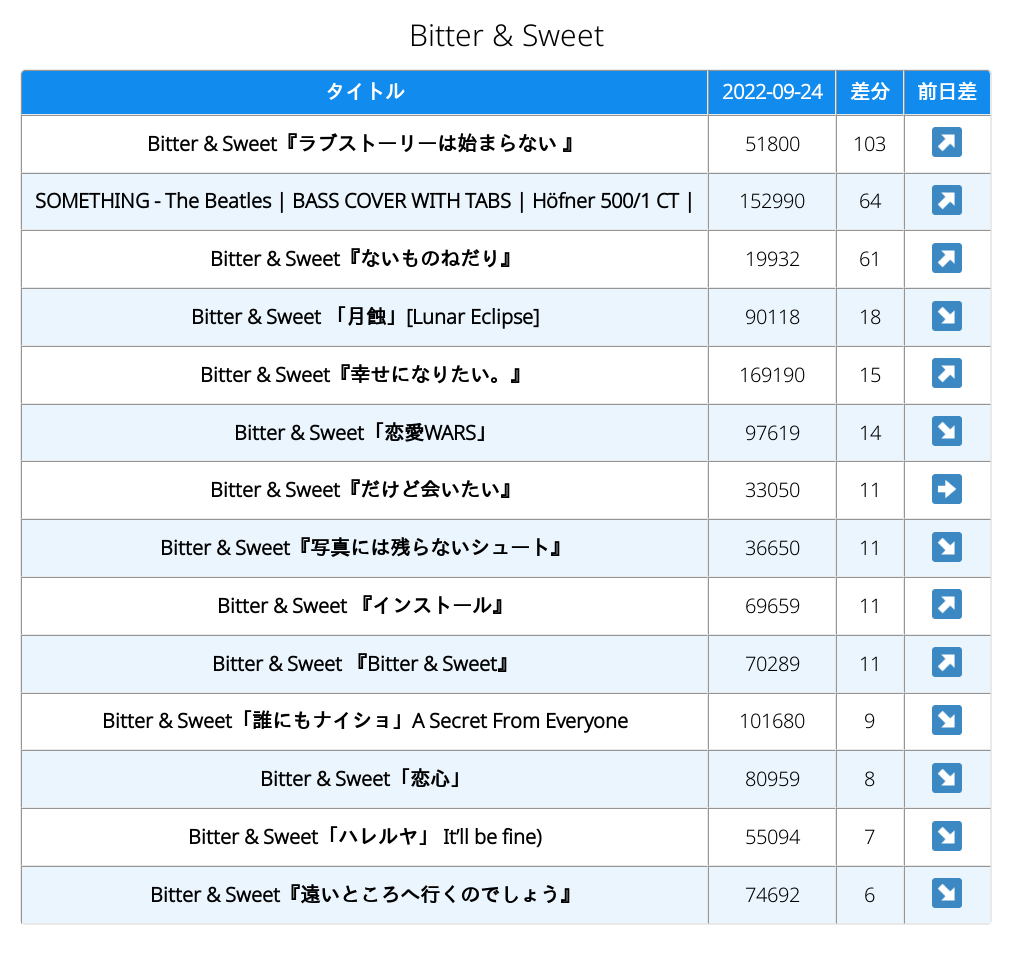 Bitter & Sweet
タイトル 2022-09-24 差分 前日差
Bitter & Sweet『ラブストーリーは始まらない 』 51800 103 ↗
SOMETHING - The Beatles | BASS COVER WITH TABS | Höfner 500/1 CT | 152990 64 ↗
Bitter & Sweet『ないものねだり』 19932 61 ↗
Bitter & Sweet 「月蝕」[Lunar Eclipse] 90118 18 ↘
Bitter & Sweet『幸せになりたい。』 169190 15 ↗
Bitter & Sweet「恋愛WARS」 97619 14 ↘
Bitter & Sweet『だけど会いたい』 33050 11 ➡
Bitter & Sweet『写真には残らないシュート』 36650 11 ↘
Bitter & Sweet 『インストール』 69659 11 ↗
Bitter & Sweet 『Bitter & Sweet』 70289 11 ↗
Bitter & Sweet「誰にもナイショ」A Secret From Everyone 101680 9 ↘
Bitter & Sweet「恋心」 80959 8 ↘
Bitter & Sweet「ハレルヤ」 It’ll be fine) 55094 7 ↘
Bitter & Sweet『遠いところへ行くのでしょう』 74692 6 ↘